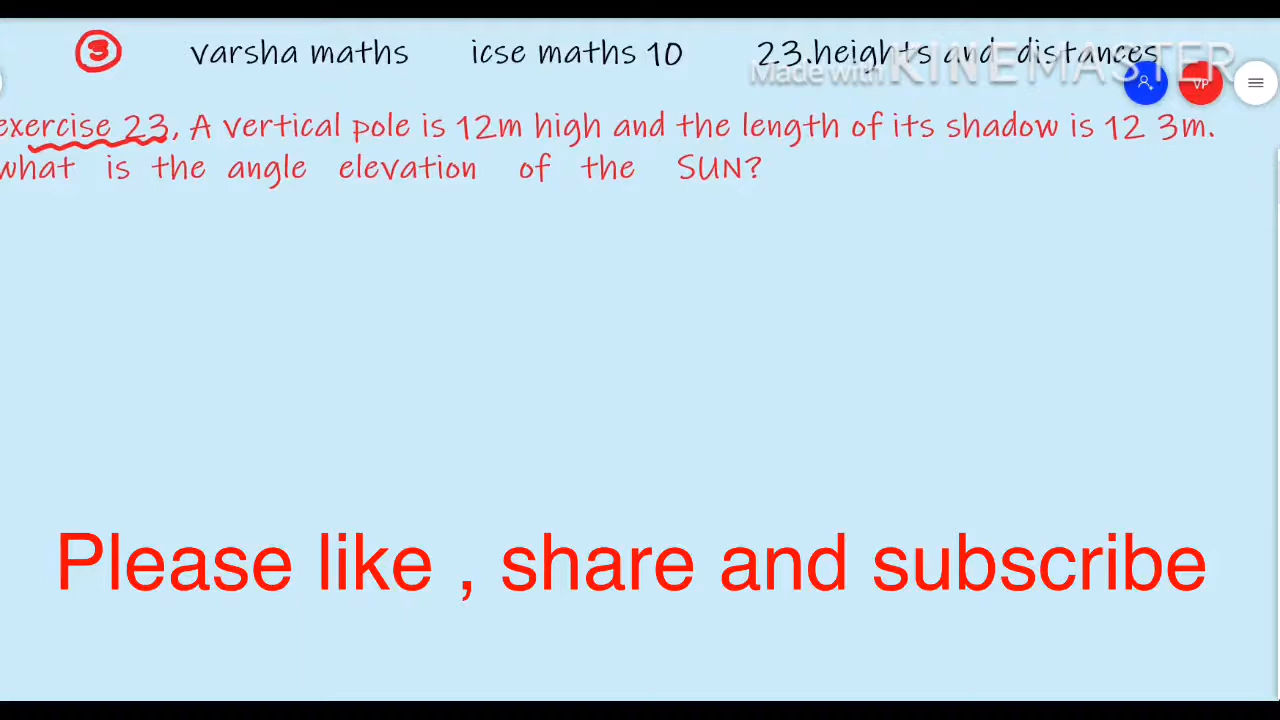 3 varsha maths icse maths 10 23.heights and distances
Made with KINEMASTER
VP
exercise 23, A vertical pole is 12m high and the length of its shadow is 12 3m.
what is the angle elevation of the SUN?
Please like , share and subscribe